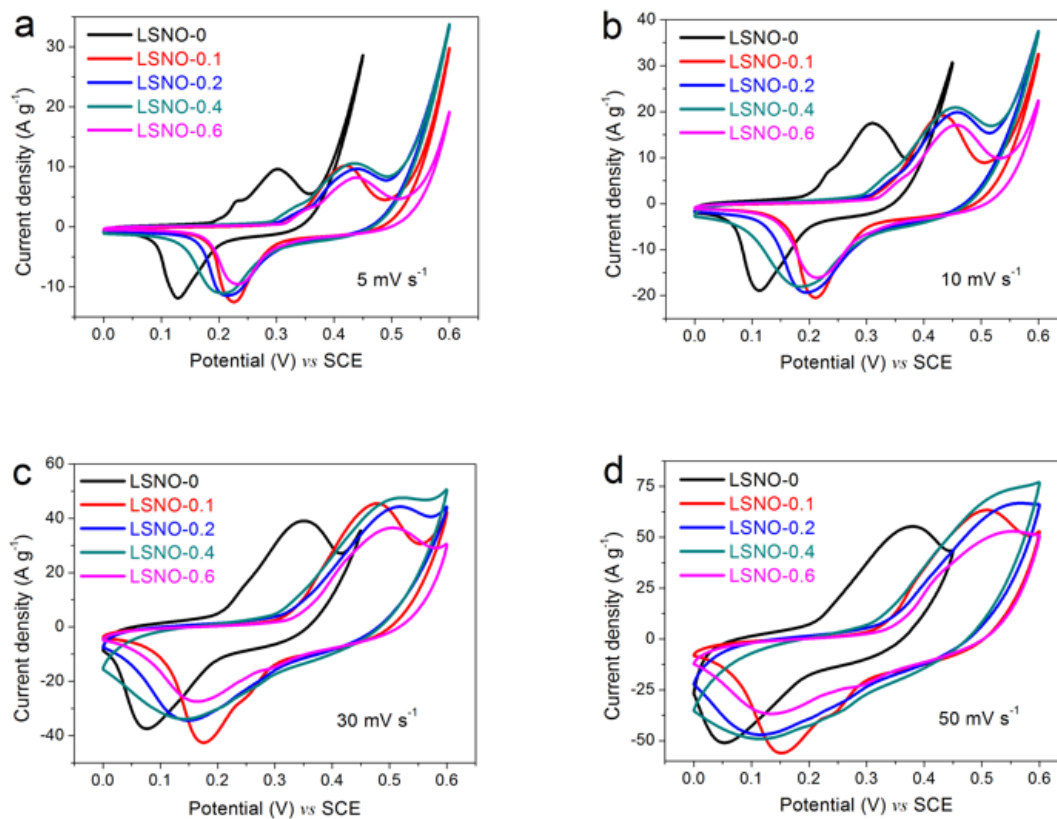 a
LSNO-0
LSNO-0.1
LSNO-0.2
LSNO-0.4
LSNO-0.6
5 mV s⁻¹
Current density (A g⁻¹)
30
20
10
0
-10
0.0 0.1 0.2 0.3 0.4 0.5 0.6
Potential (V) vs SCE
b
LSNO-0
LSNO-0.1
LSNO-0.2
LSNO-0.4
LSNO-0.6
10 mV s⁻¹
Current density (A g⁻¹)
40
30
20
10
0
-10
-20
0.0 0.1 0.2 0.3 0.4 0.5 0.6
Potential (V) vs SCE
c
LSNO-0
LSNO-0.1
LSNO-0.2
LSNO-0.4
LSNO-0.6
30 mV s⁻¹
Current density (A g⁻¹)
60
40
20
0
-20
-40
0.0 0.1 0.2 0.3 0.4 0.5 0.6
Potential (V) vs SCE
d
LSNO-0
LSNO-0.1
LSNO-0.2
LSNO-0.4
LSNO-0.6
50 mV s⁻¹
Current density (A g⁻¹)
75
50
25
0
-25
-50
0.0 0.1 0.2 0.3 0.4 0.5 0.6
Potential (V) vs SCE